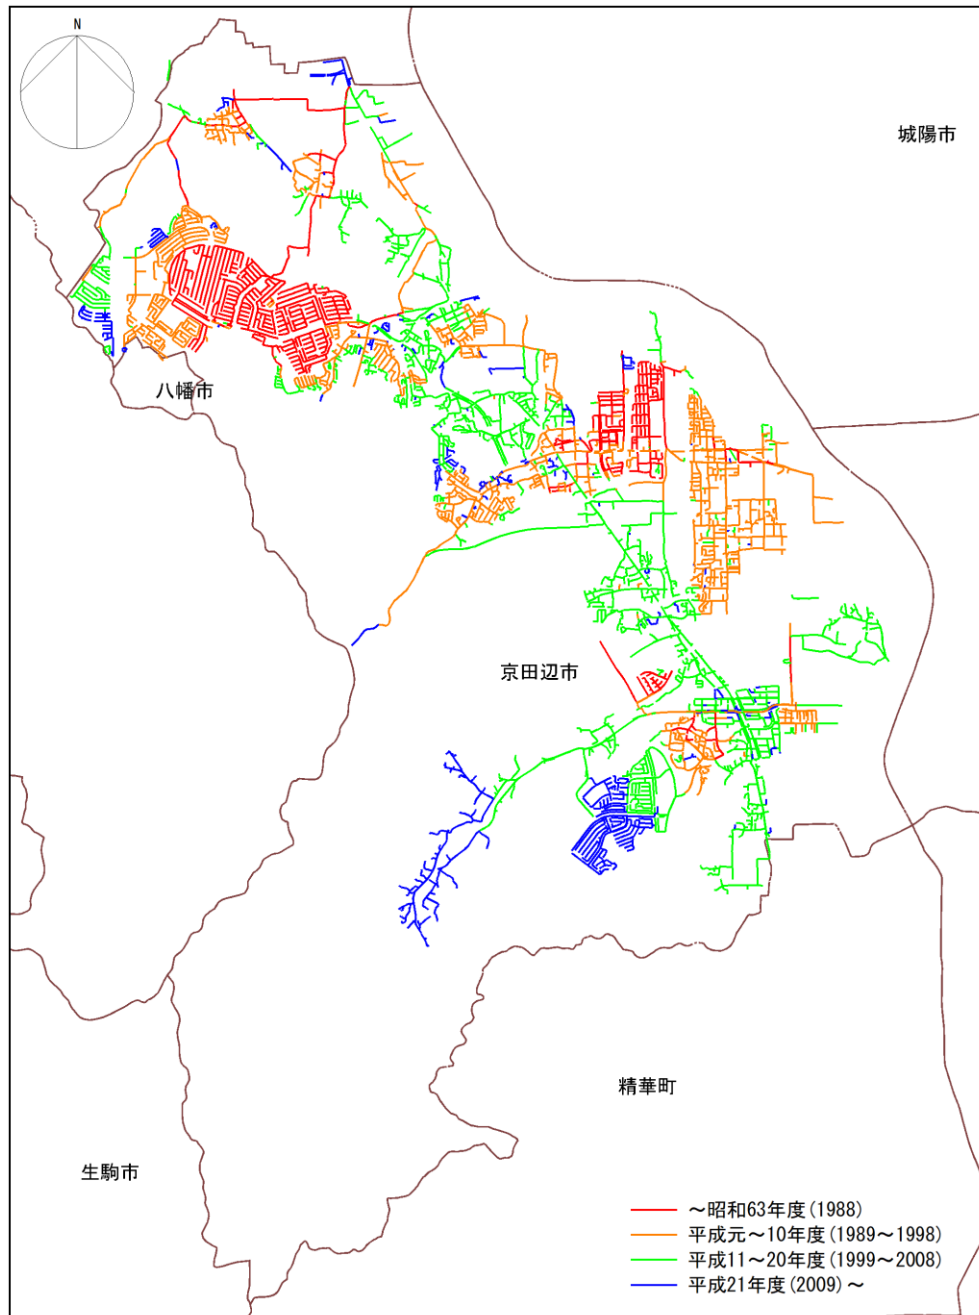 N
城陽市
八幡市
京田辺市
精華町
生駒市
～昭和63年度(1988)
平成元～10年度(1989～1998)
平成11～20年度(1999～2008)
平成21年度(2009)～